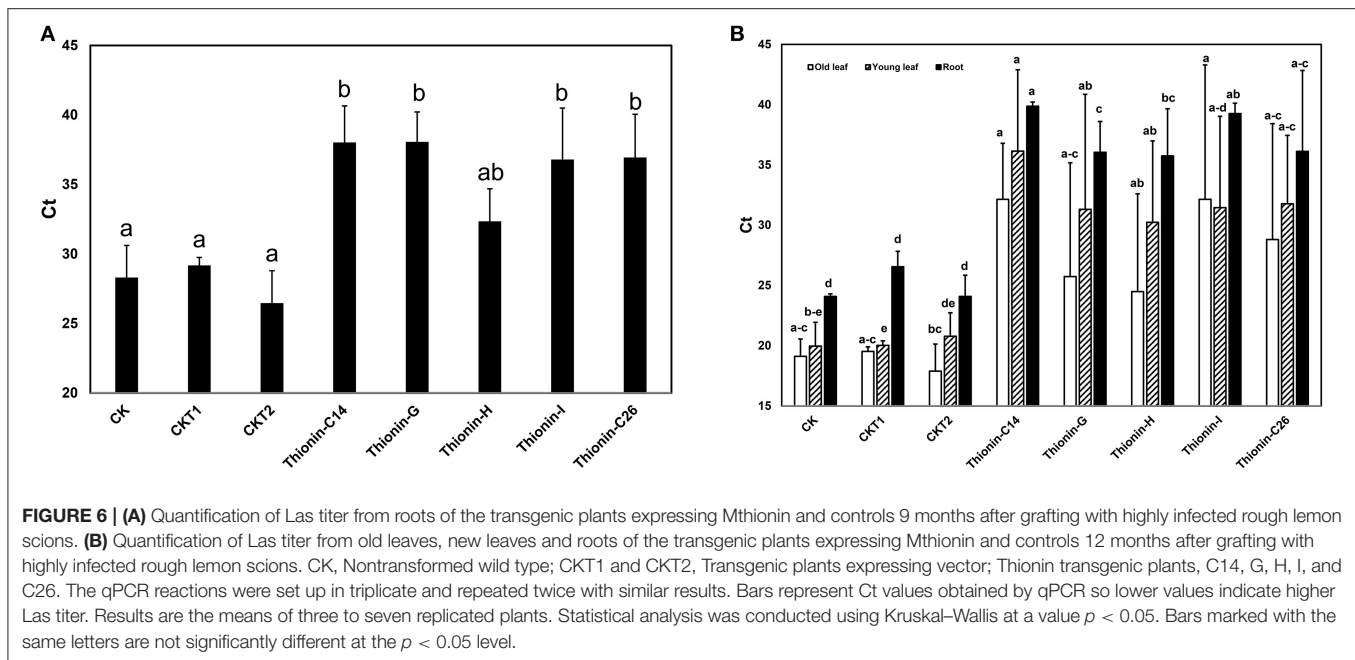 A
45
40
35
30
25
20
Ct
a
a
a
b
b
ab
b
b
CK
CKT1
CKT2
Thionin-C14
Thionin-G
Thionin-H
Thionin-I
Thionin-C26
B
45
40
35
30
25
20
15
Ct
Old leaf Young leaf Root
a-c b-e d
a-c e d
bc de d
a a a
a-c ab c
ab ab bc
a a-d ab
a-c a-c a-c
CK
CKT1
CKT2
Thionin-C14
Thionin-G
Thionin-H
Thionin-I
Thionin-C26
FIGURE 6 | (A) Quantification of Las titer from roots of the transgenic plants expressing Mthionin and controls 9 months after grafting with highly infected rough lemon
scions. (B) Quantification of Las titer from old leaves, new leaves and roots of the transgenic plants expressing Mthionin and controls 12 months after grafting with
highly infected rough lemon scions. CK, Nontransformed wild type; CKT1 and CKT2, Transgenic plants expressing vector; Thionin transgenic plants, C14, G, H, I, and
C26. The qPCR reactions were set up in triplicate and repeated twice with similar results. Bars represent Ct values obtained by qPCR so lower values indicate higher
Las titer. Results are the means of three to seven replicated plants. Statistical analysis was conducted using Kruskal–Wallis at a value p < 0.05. Bars marked with the
same letters are not significantly different at the p < 0.05 level.